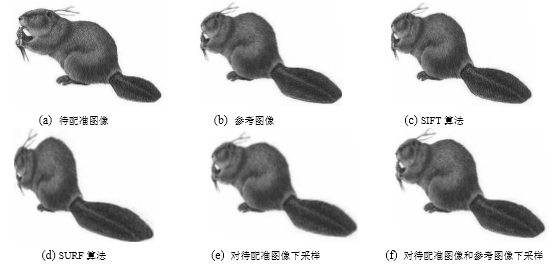 (a) 待配准图像
(b) 参考图像
(c) SIFT 算法
(d) SURF 算法
(e) 对待配准图像下采样
(f) 对待配准图像和参考图像下采样